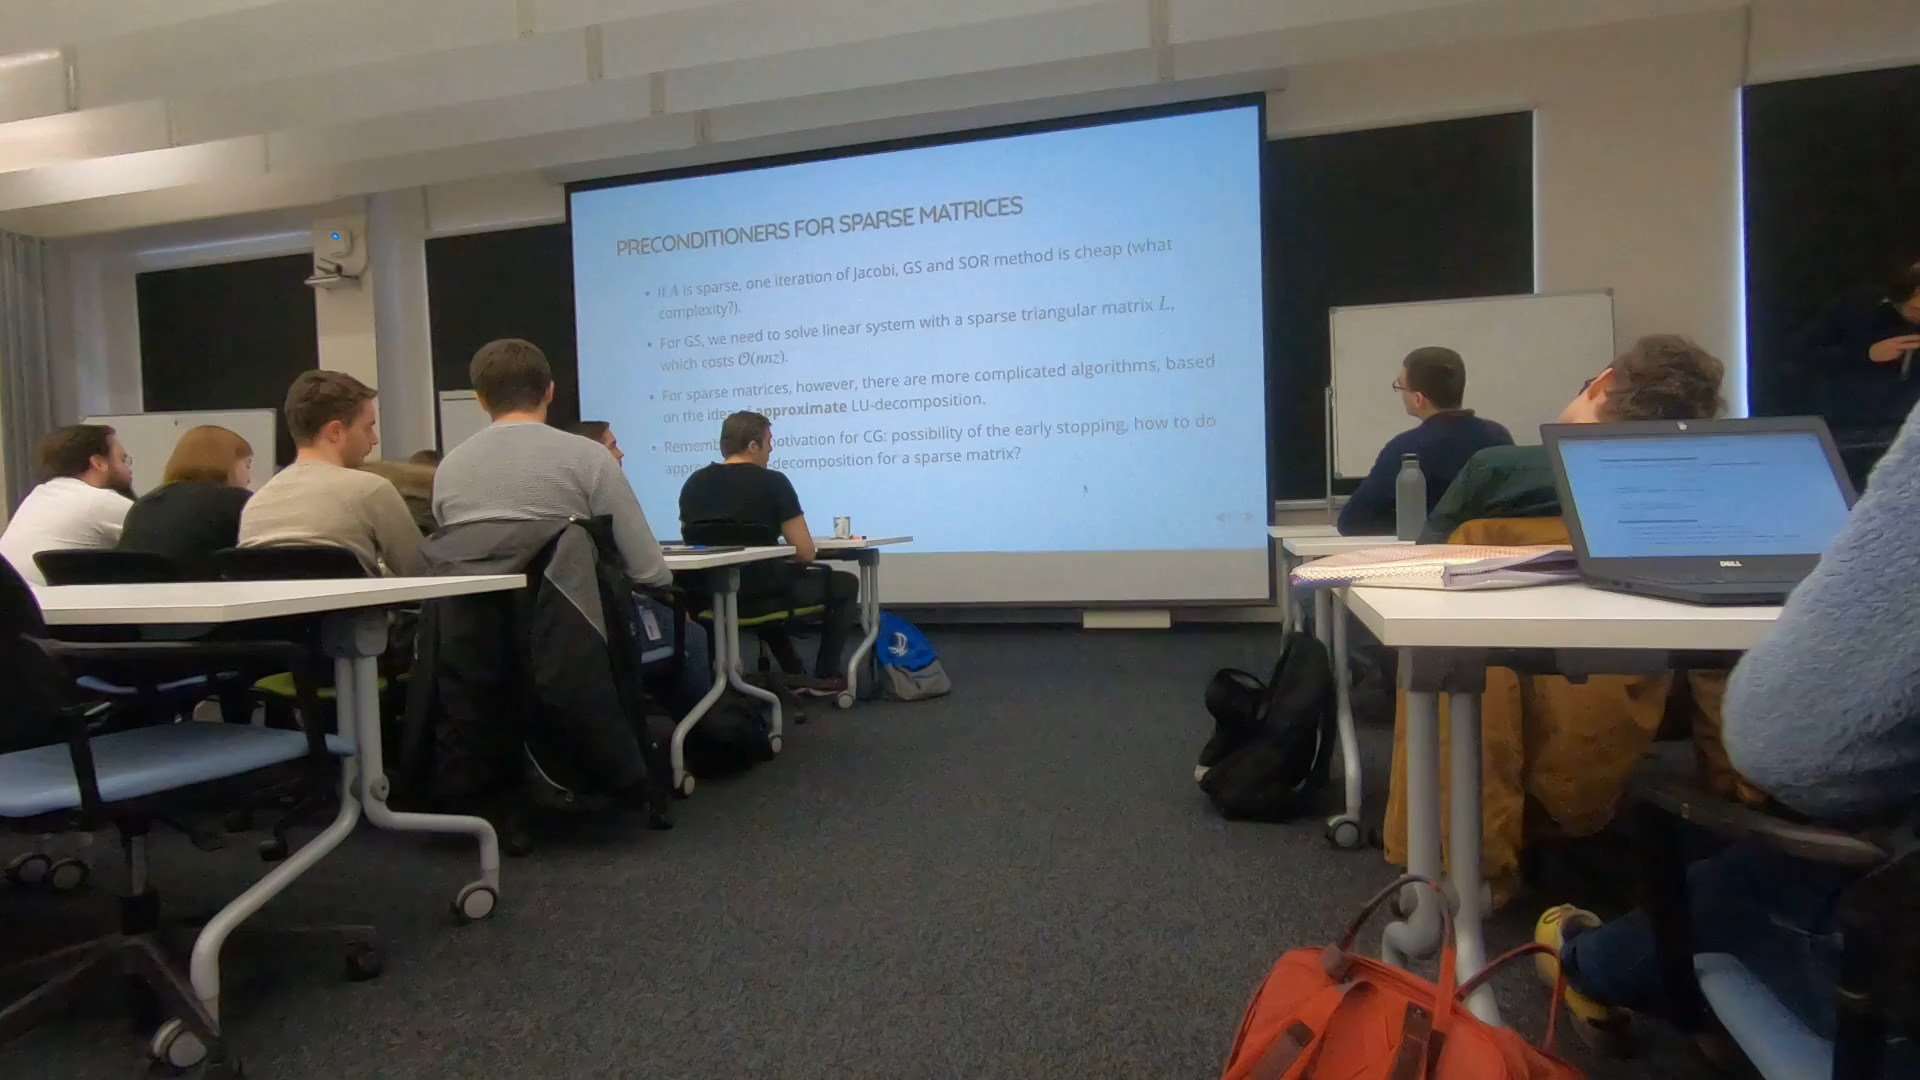 PRECONDITIONERS FOR SPARSE MATRICES
If A is sparse, one iteration of Jacobi, GS and SOR method is cheap (what
complexity?).
For GS, we need to solve linear system with a sparse triangular matrix L,
which costs O(nnz).
For sparse matrices, however, there are more complicated algorithms, based
on the idea approximate LU-decomposition.
Rememb otivation for CG: possibility of the early stopping, how to do
appro -decomposition for a sparse matrix?
DELL